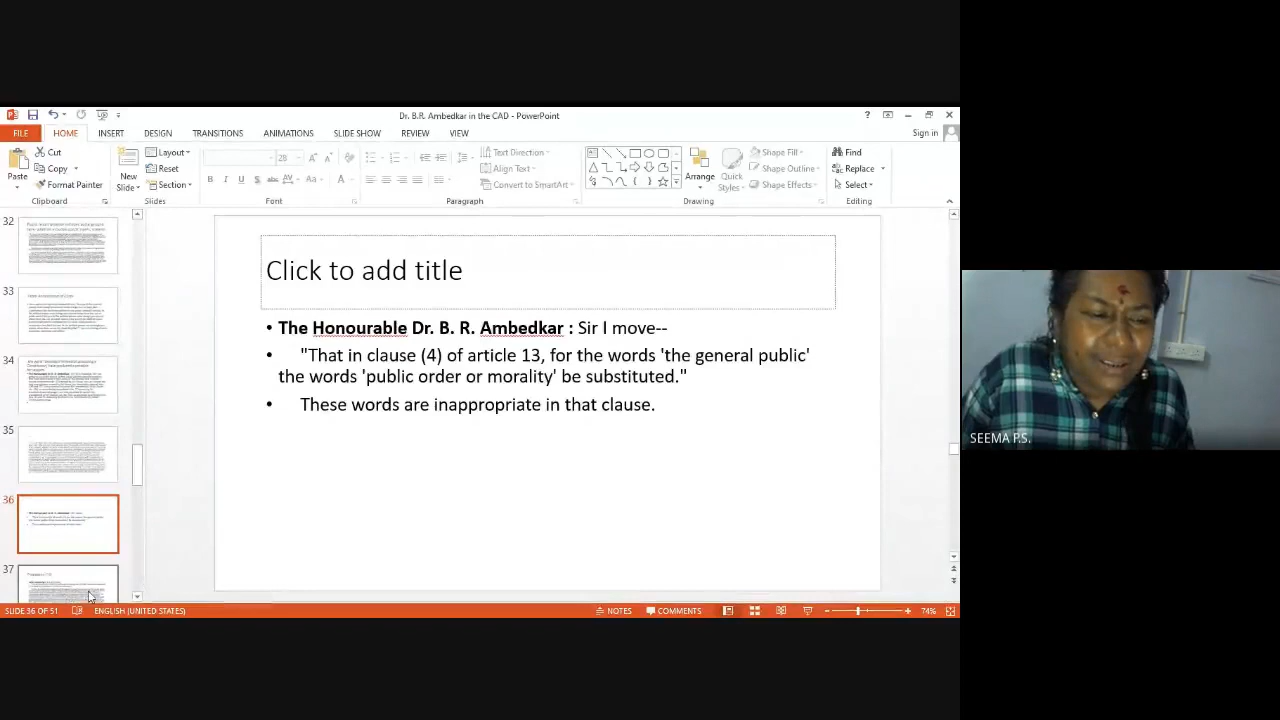 Dr. B.R. Ambedkar in the CAD - PowerPoint
Sign in
FILE HOME INSERT DESIGN TRANSITIONS ANIMATIONS SLIDE SHOW REVIEW VIEW
Paste
Cut
Copy
Format Painter
Clipboard
New Slide
Layout
Reset
Section
Slides
28
Font
Text Direction
Align Text
Convert to SmartArt
Paragraph
Arrange
Quick Styles
Shape Fill
Shape Outline
Shape Effects
Drawing
Find
Replace
Select
Editing
32
33
34
35
36
37
Click to add title
• The Honourable Dr. B. R. Ambedkar : Sir I move--
• "That in clause (4) of article 13, for the words 'the general public'
the words 'public order or morality' be substituted."
• These words are inappropriate in that clause.
SEEMA P.S.
SLIDE 36 OF 51 ENGLISH (UNITED STATES) NOTES COMMENTS 74%